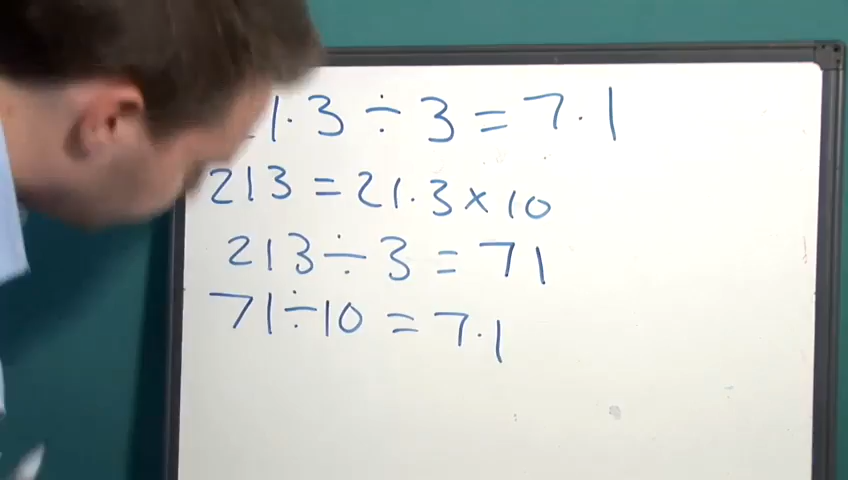 1.3 ÷ 3 = 7.1
213 = 21.3 x 10
213 ÷ 3 = 71
71 ÷ 10 = 7.1